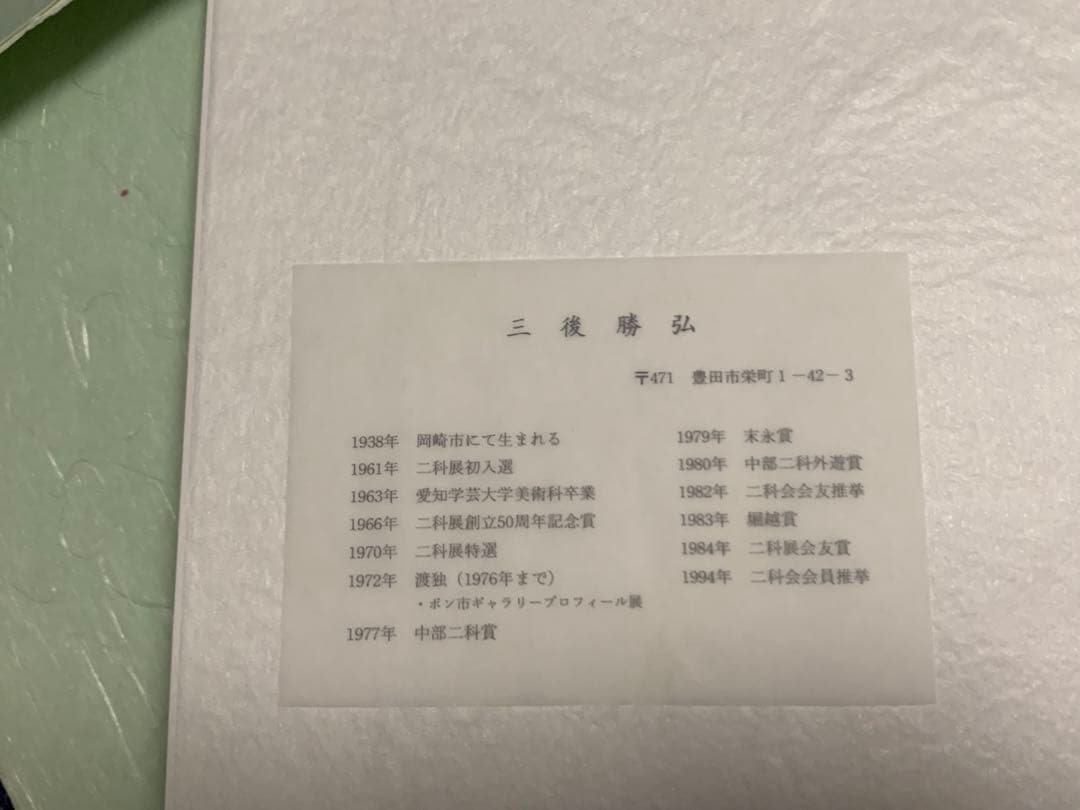 三後勝弘
〒471 豊田市栄町1－42－3
1938年 岡崎市にて生まれる
1961年 二科展初入選
1963年 愛知学芸大学美術科卒業
1966年 二科展創立50周年記念賞
1970年 二科展特選
1972年 渡独（1976年まで）
・ボン市ギャラリープロフィール展
1977年 中部二科賞
1979年 末永賞
1980年 中部二科外遊賞
1982年 二科会会友推挙
1983年 堀越賞
1984年 二科展会友賞
1994年 二科会会員推挙